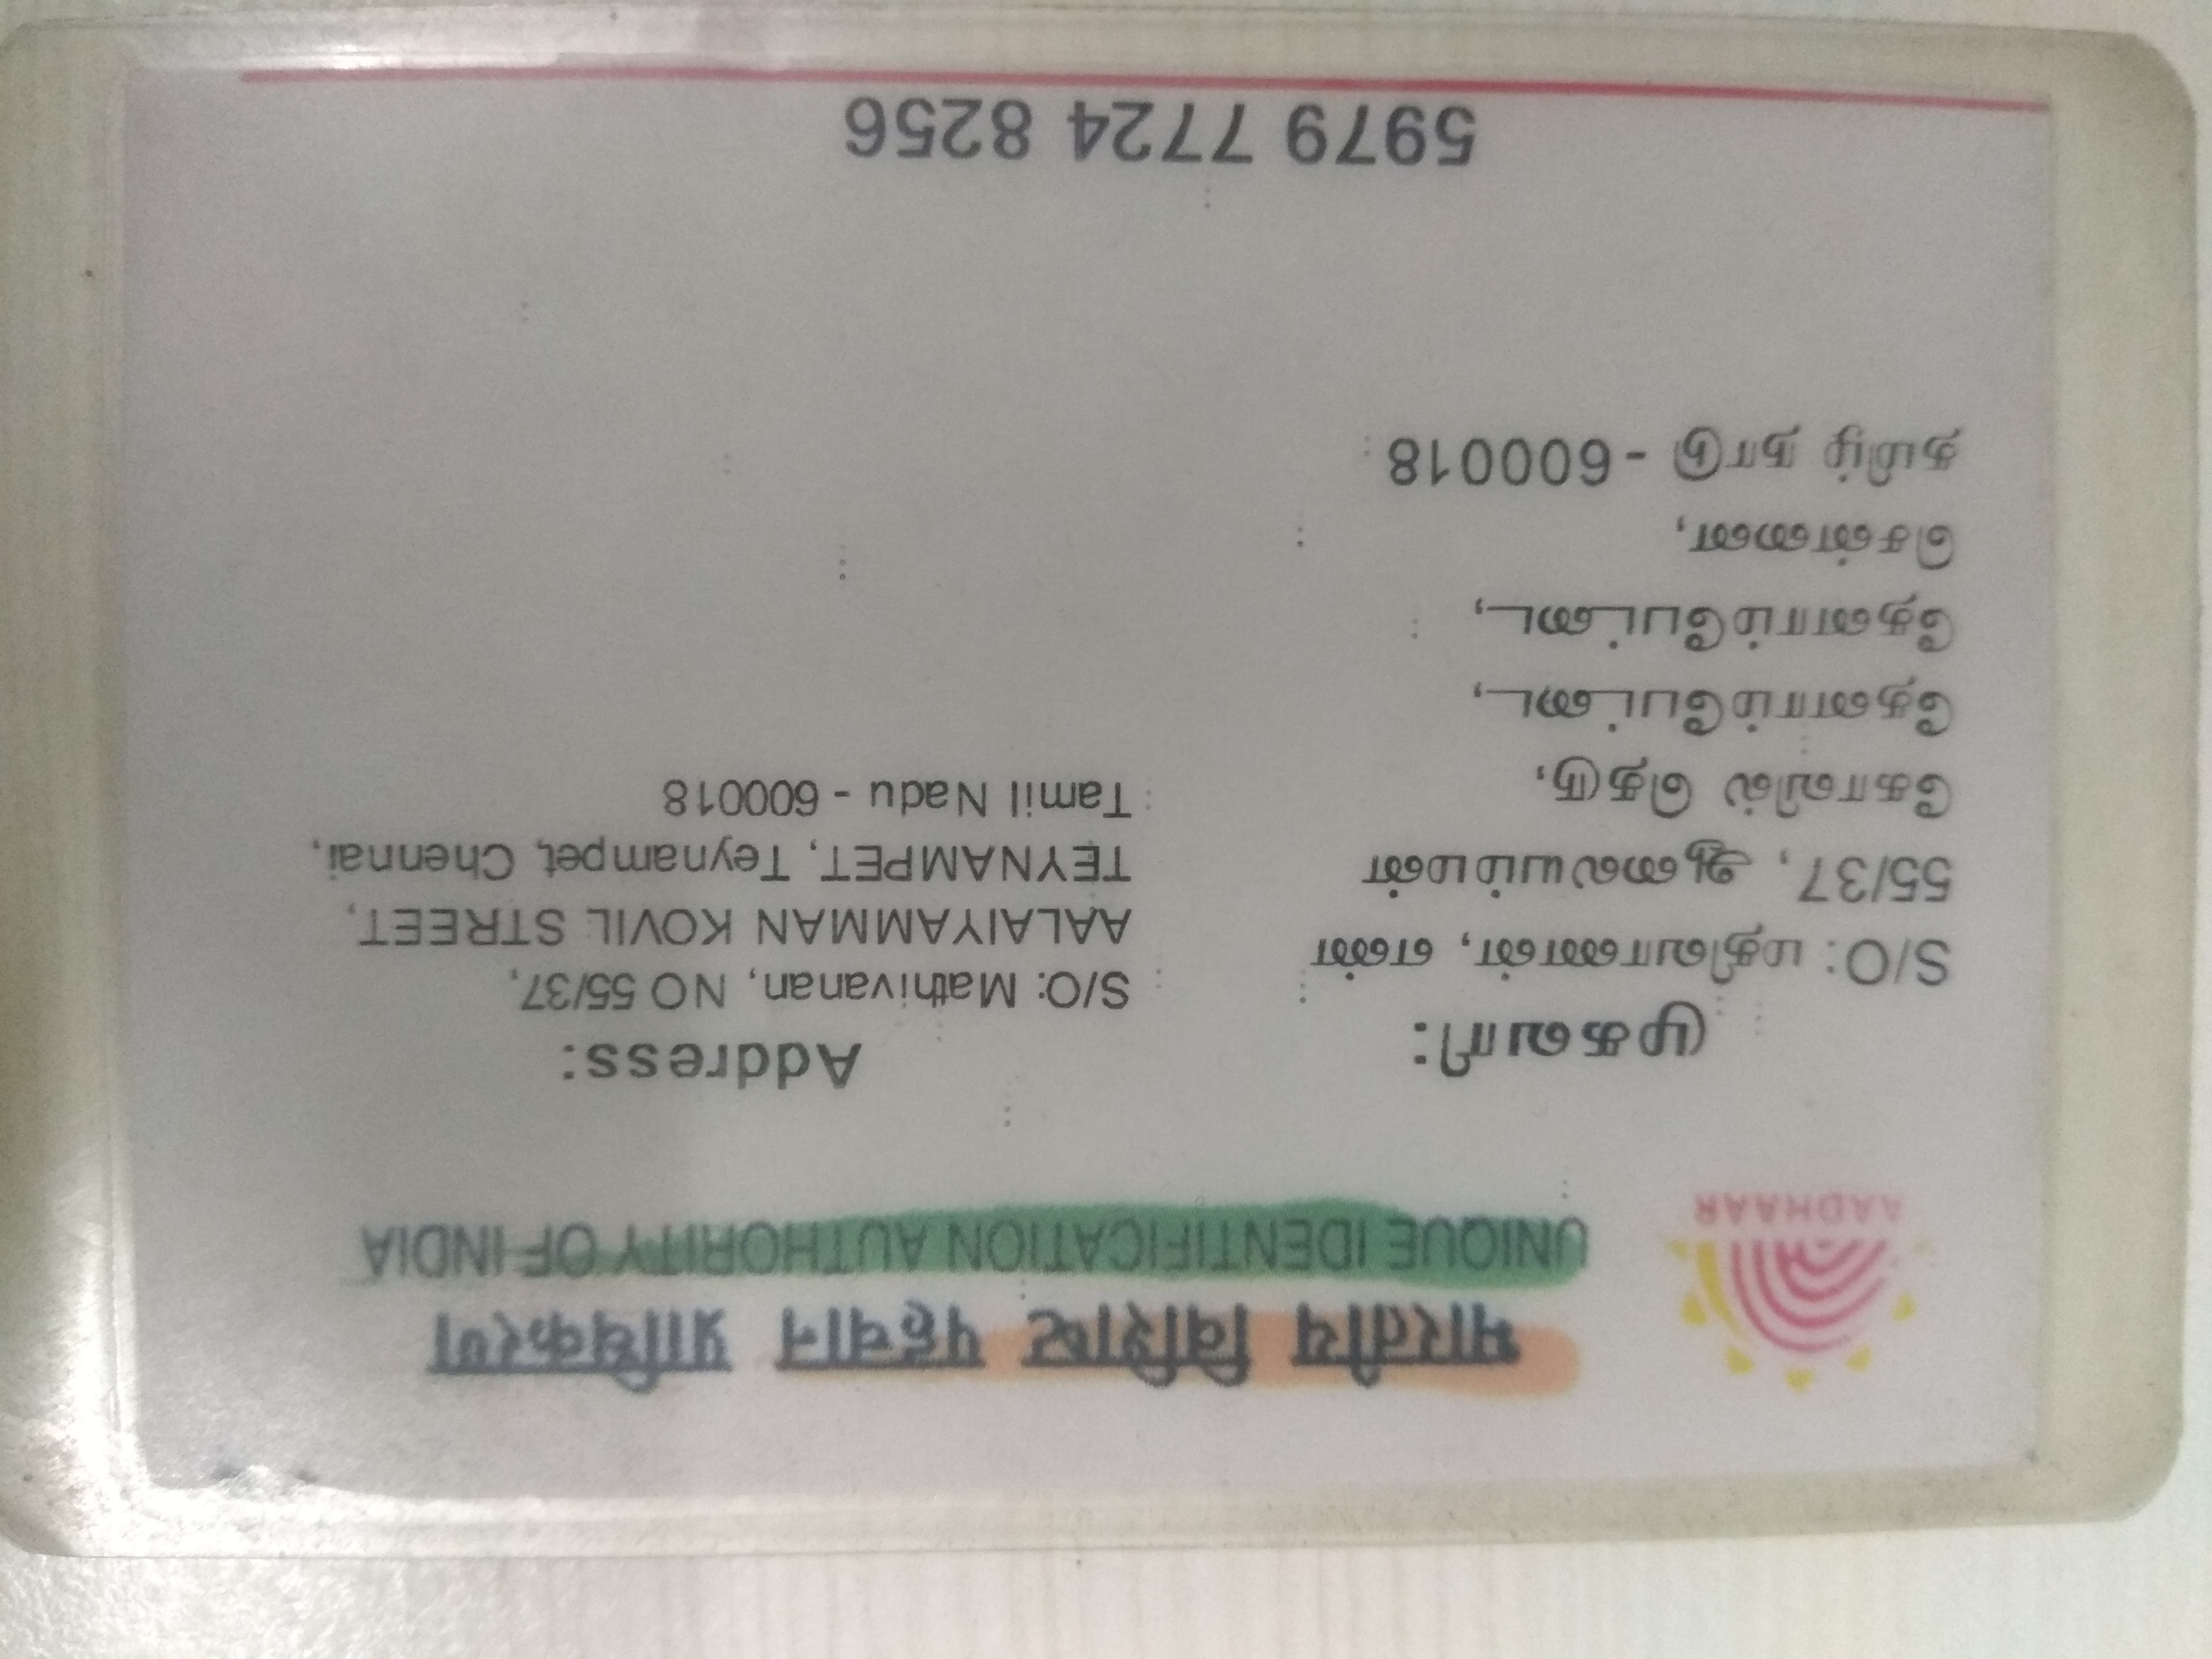 भारतीय विशिष्ट पहचान प्राधिकरण
UNIQUE IDENTIFICATION AUTHORITY OF INDIA
AADHAAR
முகவரி:
S/O: மதிவாணன், எண்
55/37, ஆலையம்மன்
கோவில் தெரு,
தேனாம்பேட்டை,
தேனாம்பேட்டை,
சென்னை,
தமிழ் நாடு - 600018
Address:
S/O: Mathivanan, NO 55/37,
AALAIYAMMAN KOVIL STREET,
TEYNAMPET, Teynampet, Chennai,
Tamil Nadu - 600018
5979 7724 8256